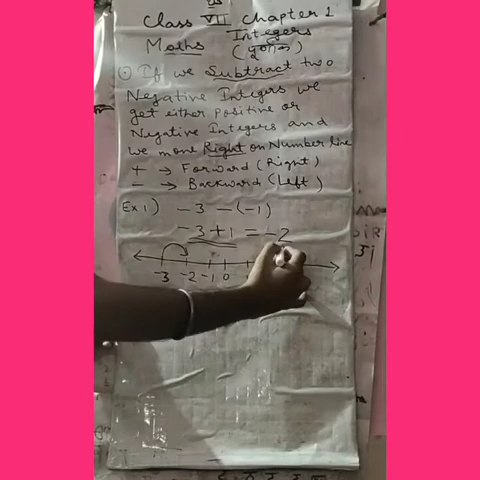 Class VII Chapter 1
Integers
Maths
If we Subtract two
Negative Integers we
get either positive or
Negative Integers and
we move Right on Number line
+ → Forward (Right)
- → Backward (Left)
Ex 1) -3 -(-1)
-3+1 = -2
-3 -2 -1 0